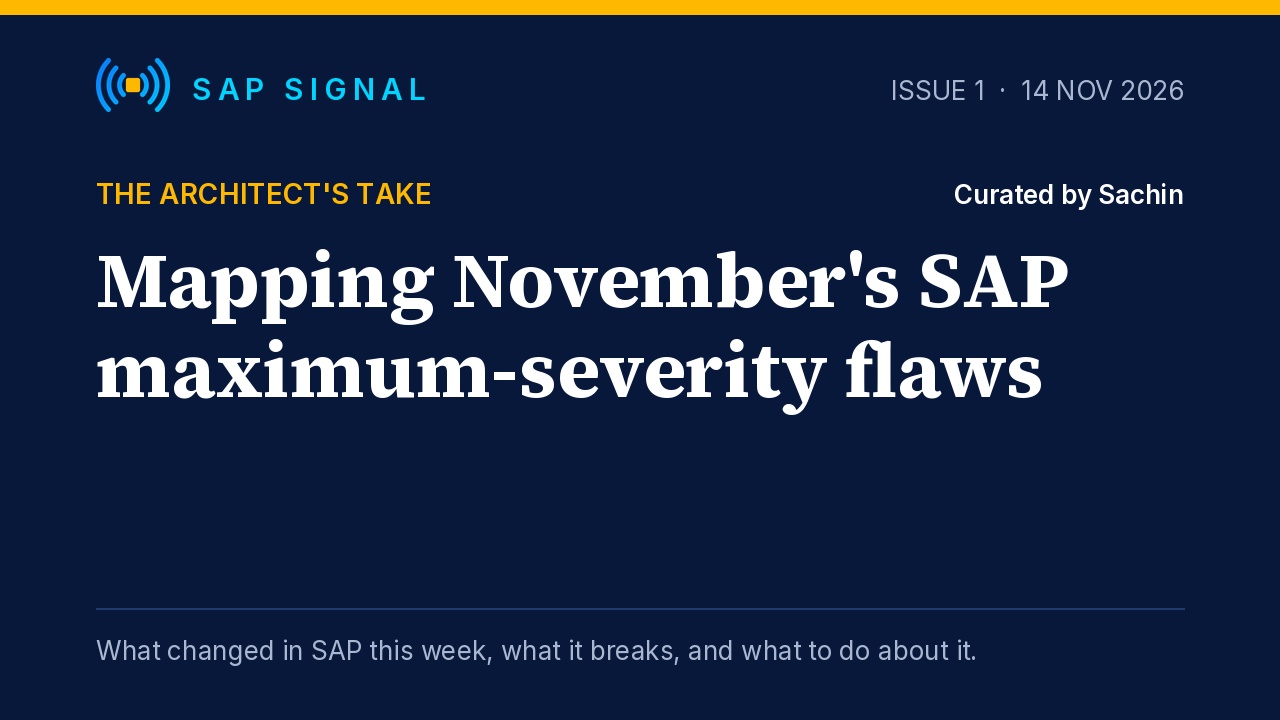 SAP SIGNAL
ISSUE 1 · 14 NOV 2026
THE ARCHITECT'S TAKE
Curated by Sachin
Mapping November's SAP
maximum-severity flaws
What changed in SAP this week, what it breaks, and what to do about it.